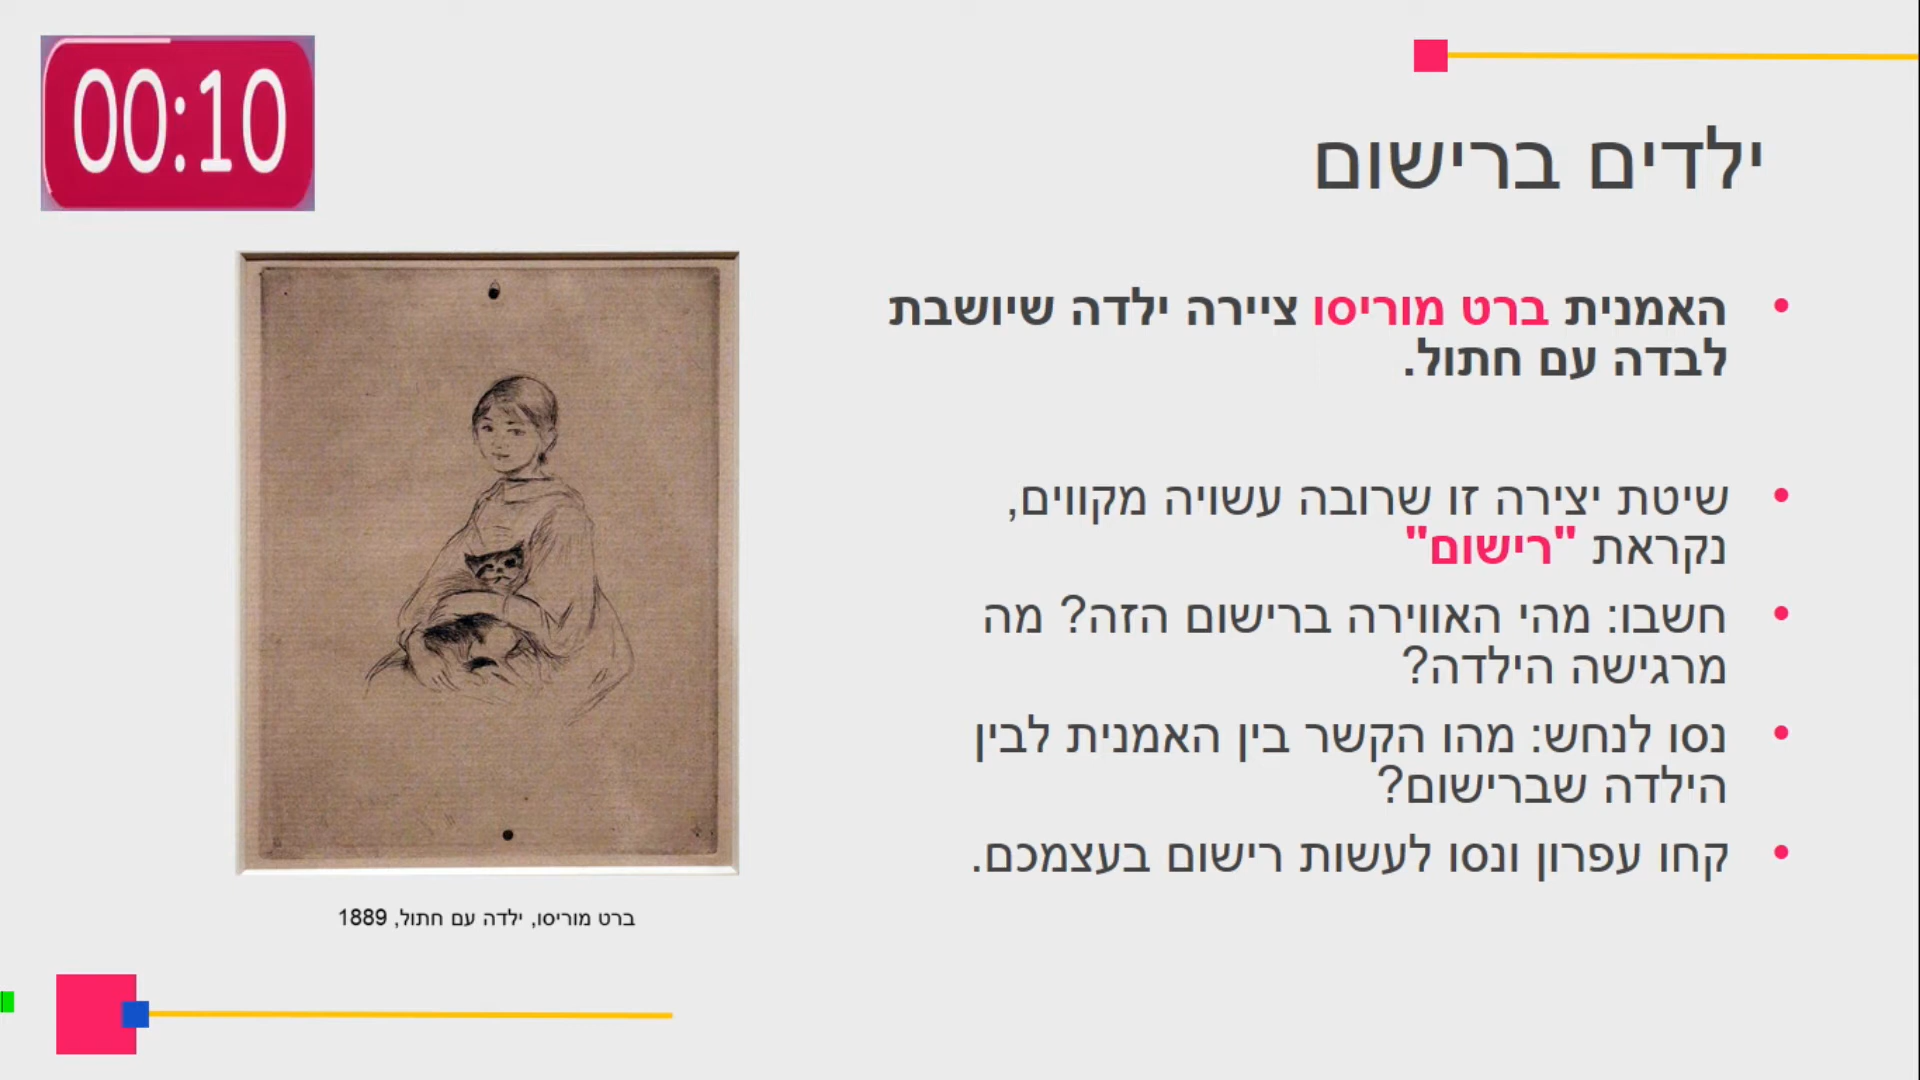 00:10
ילדים ברישום
האמנית ברט מוריסו ציירה ילדה שיושבת
לבדה עם חתול.
שיטת יצירה זו שרובה עשויה מקווים,
נקראת "רישום"
חשבו: מהי האווירה ברישום הזה? מה
מרגישה הילדה?
נסו לנחש: מהו הקשר בין האמנית לבין
הילדה שברישום?
קחו עפרון ונסו לעשות רישום בעצמכם.
ברט מוריסו, ילדה עם חתול, 1889